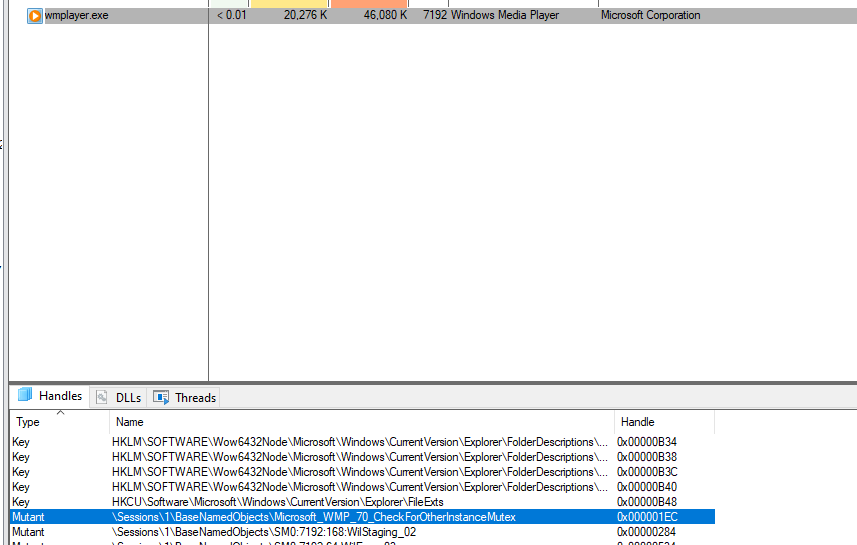 wmplayer.exe < 0.01 20,276 K 46,080 K 7192 Windows Media Player Microsoft Corporation
Handles DLLs Threads
Type Name Handle
Key HKLM\SOFTWARE\Wow6432Node\Microsoft\Windows\CurrentVersion\Explorer\FolderDescriptions\... 0x00000B34
Key HKLM\SOFTWARE\Wow6432Node\Microsoft\Windows\CurrentVersion\Explorer\FolderDescriptions\... 0x00000B38
Key HKLM\SOFTWARE\Wow6432Node\Microsoft\Windows\CurrentVersion\Explorer\FolderDescriptions\... 0x00000B3C
Key HKLM\SOFTWARE\Wow6432Node\Microsoft\Windows\CurrentVersion\Explorer\FolderDescriptions\... 0x00000B40
Key HKCU\Software\Microsoft\Windows\CurrentVersion\Explorer\FileExts 0x00000B48
Mutant \Sessions\1\BaseNamedObjects\Microsoft_WMP_70_CheckForOtherInstanceMutex 0x000001EC
Mutant \Sessions\1\BaseNamedObjects\SM0:7192:168:WilStaging_02 0x00000284